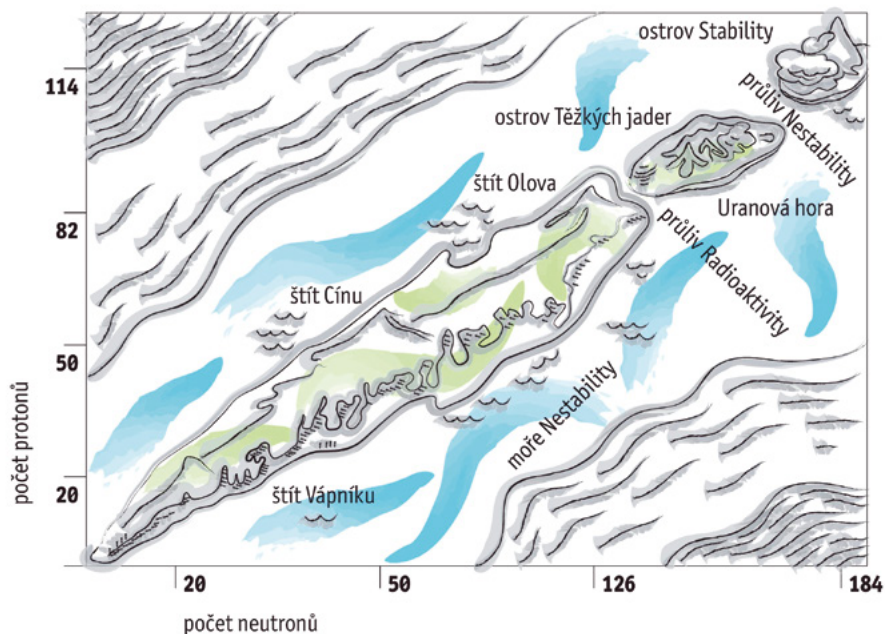 ostrov Stability
114
průliv Nestability
ostrov Těžkých jader
štít Olova
82
Uranová hora
průliv Radioaktivity
štít Cínu
50
moře Nestability
počet protonů
20
štít Vápníku
20
50
126
184
počet neutronů